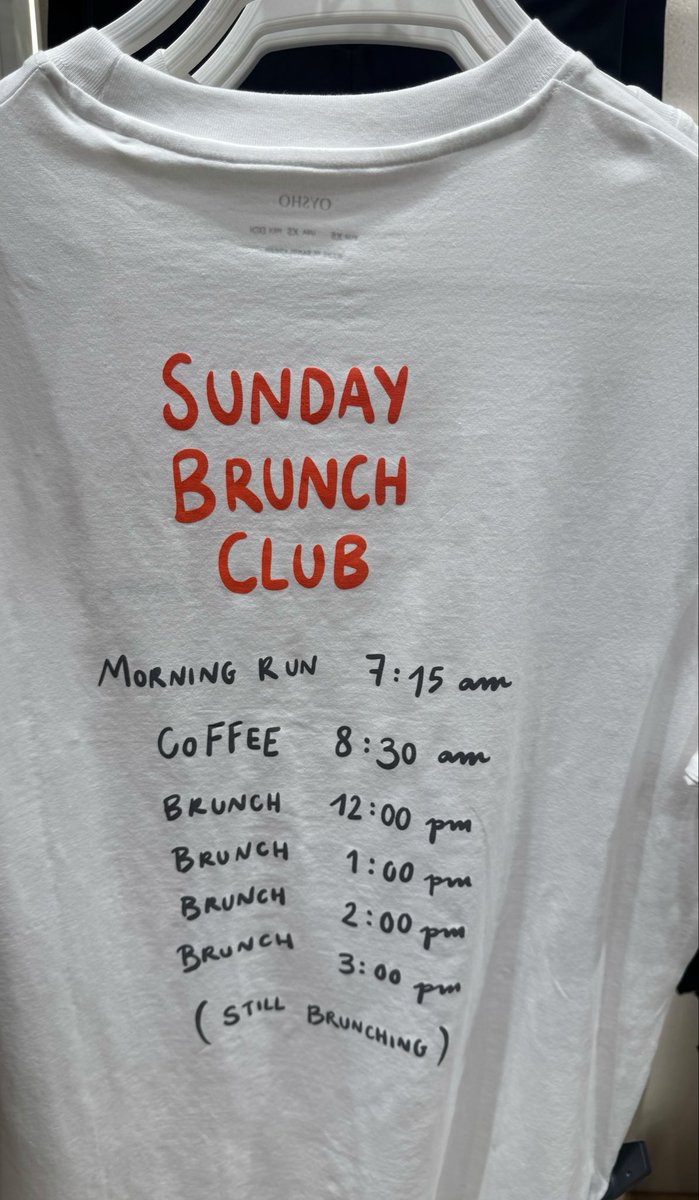 OYSHO
SUNDAY
BRUNCH
CLUB
MORNING RUN 7:15 am
COFFEE 8:30 am
BRUNCH 12:00 pm
BRUNCH 1:00 pm
BRUNCH 2:00 pm
BRUNCH 3:00 pm
(STILL BRUNCHING)